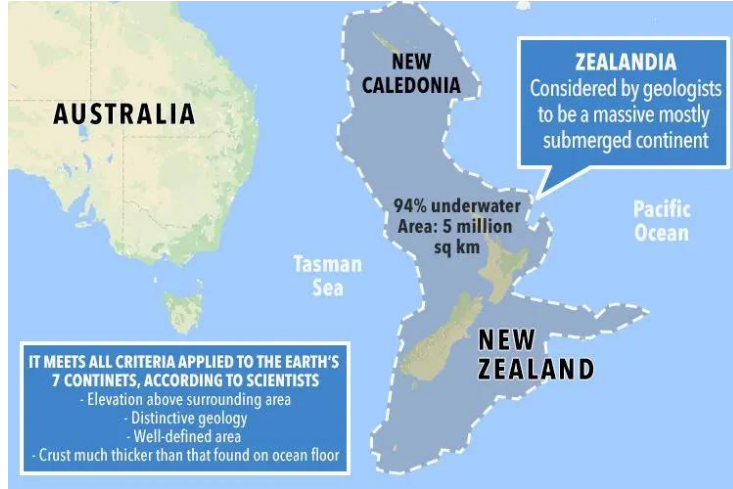 NEW
CALEDONIA
AUSTRALIA
ZEALANDIA
Considered by geologists
to be a massive mostly
submerged continent
94% underwater
Area: 5 million
sq km
Pacific
Ocean
Tasman
Sea
NEW
ZEALAND
IT MEETS ALL CRITERIA APPLIED TO THE EARTH'S
7 CONTINETS, ACCORDING TO SCIENTISTS
- Elevation above surrounding area
- Distinctive geology
- Well-defined area
- Crust much thicker than that found on ocean floor